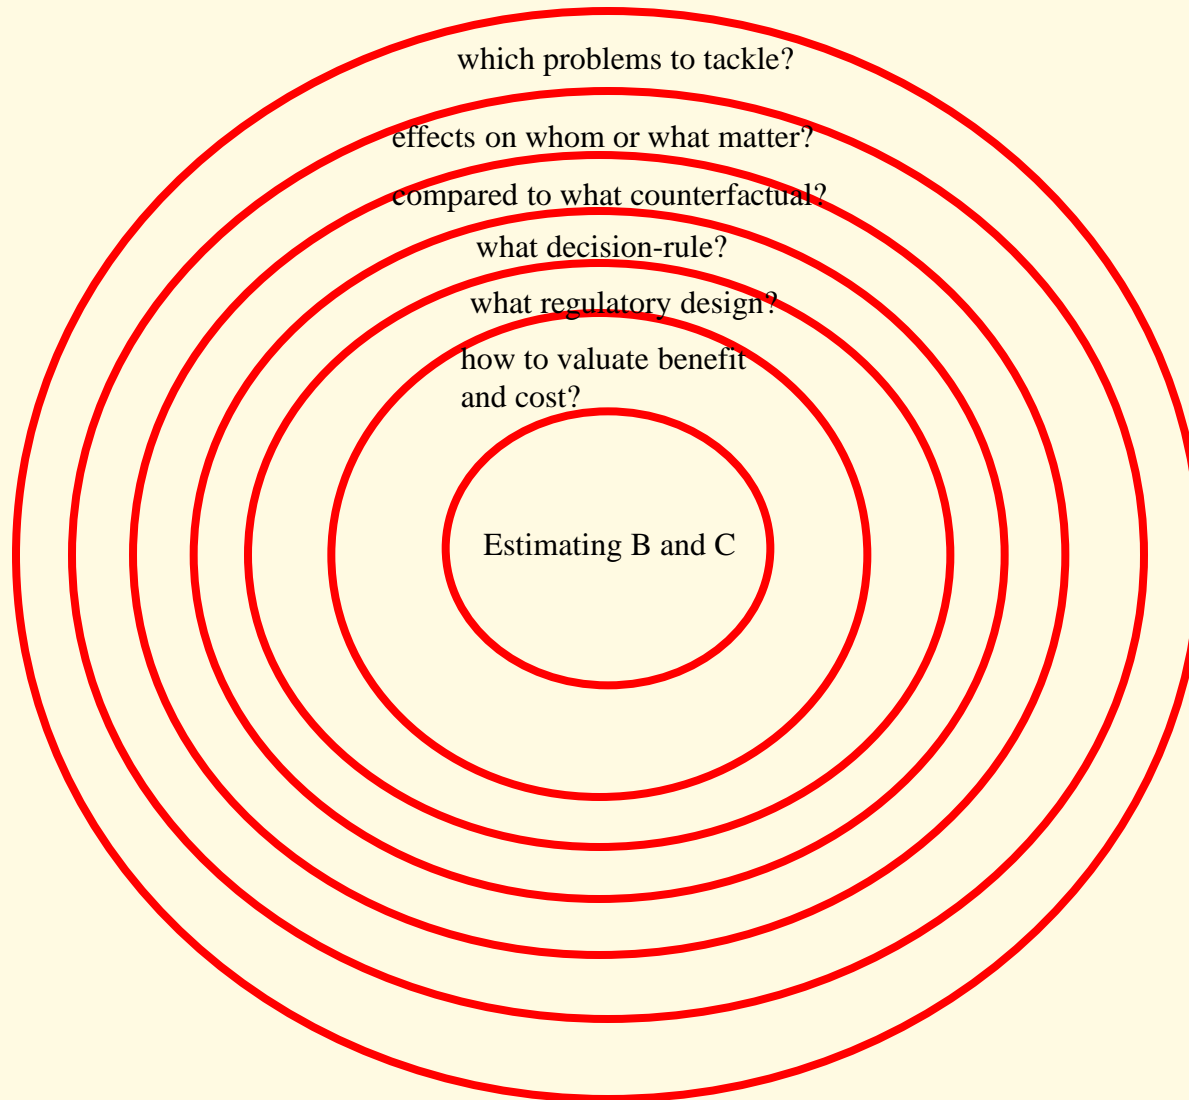 which problems to tackle?
effects on whom or what matter?
compared to what counterfactual?
what decision-rule?
what regulatory design?
how to valuate benefit
and cost?
Estimating B and C